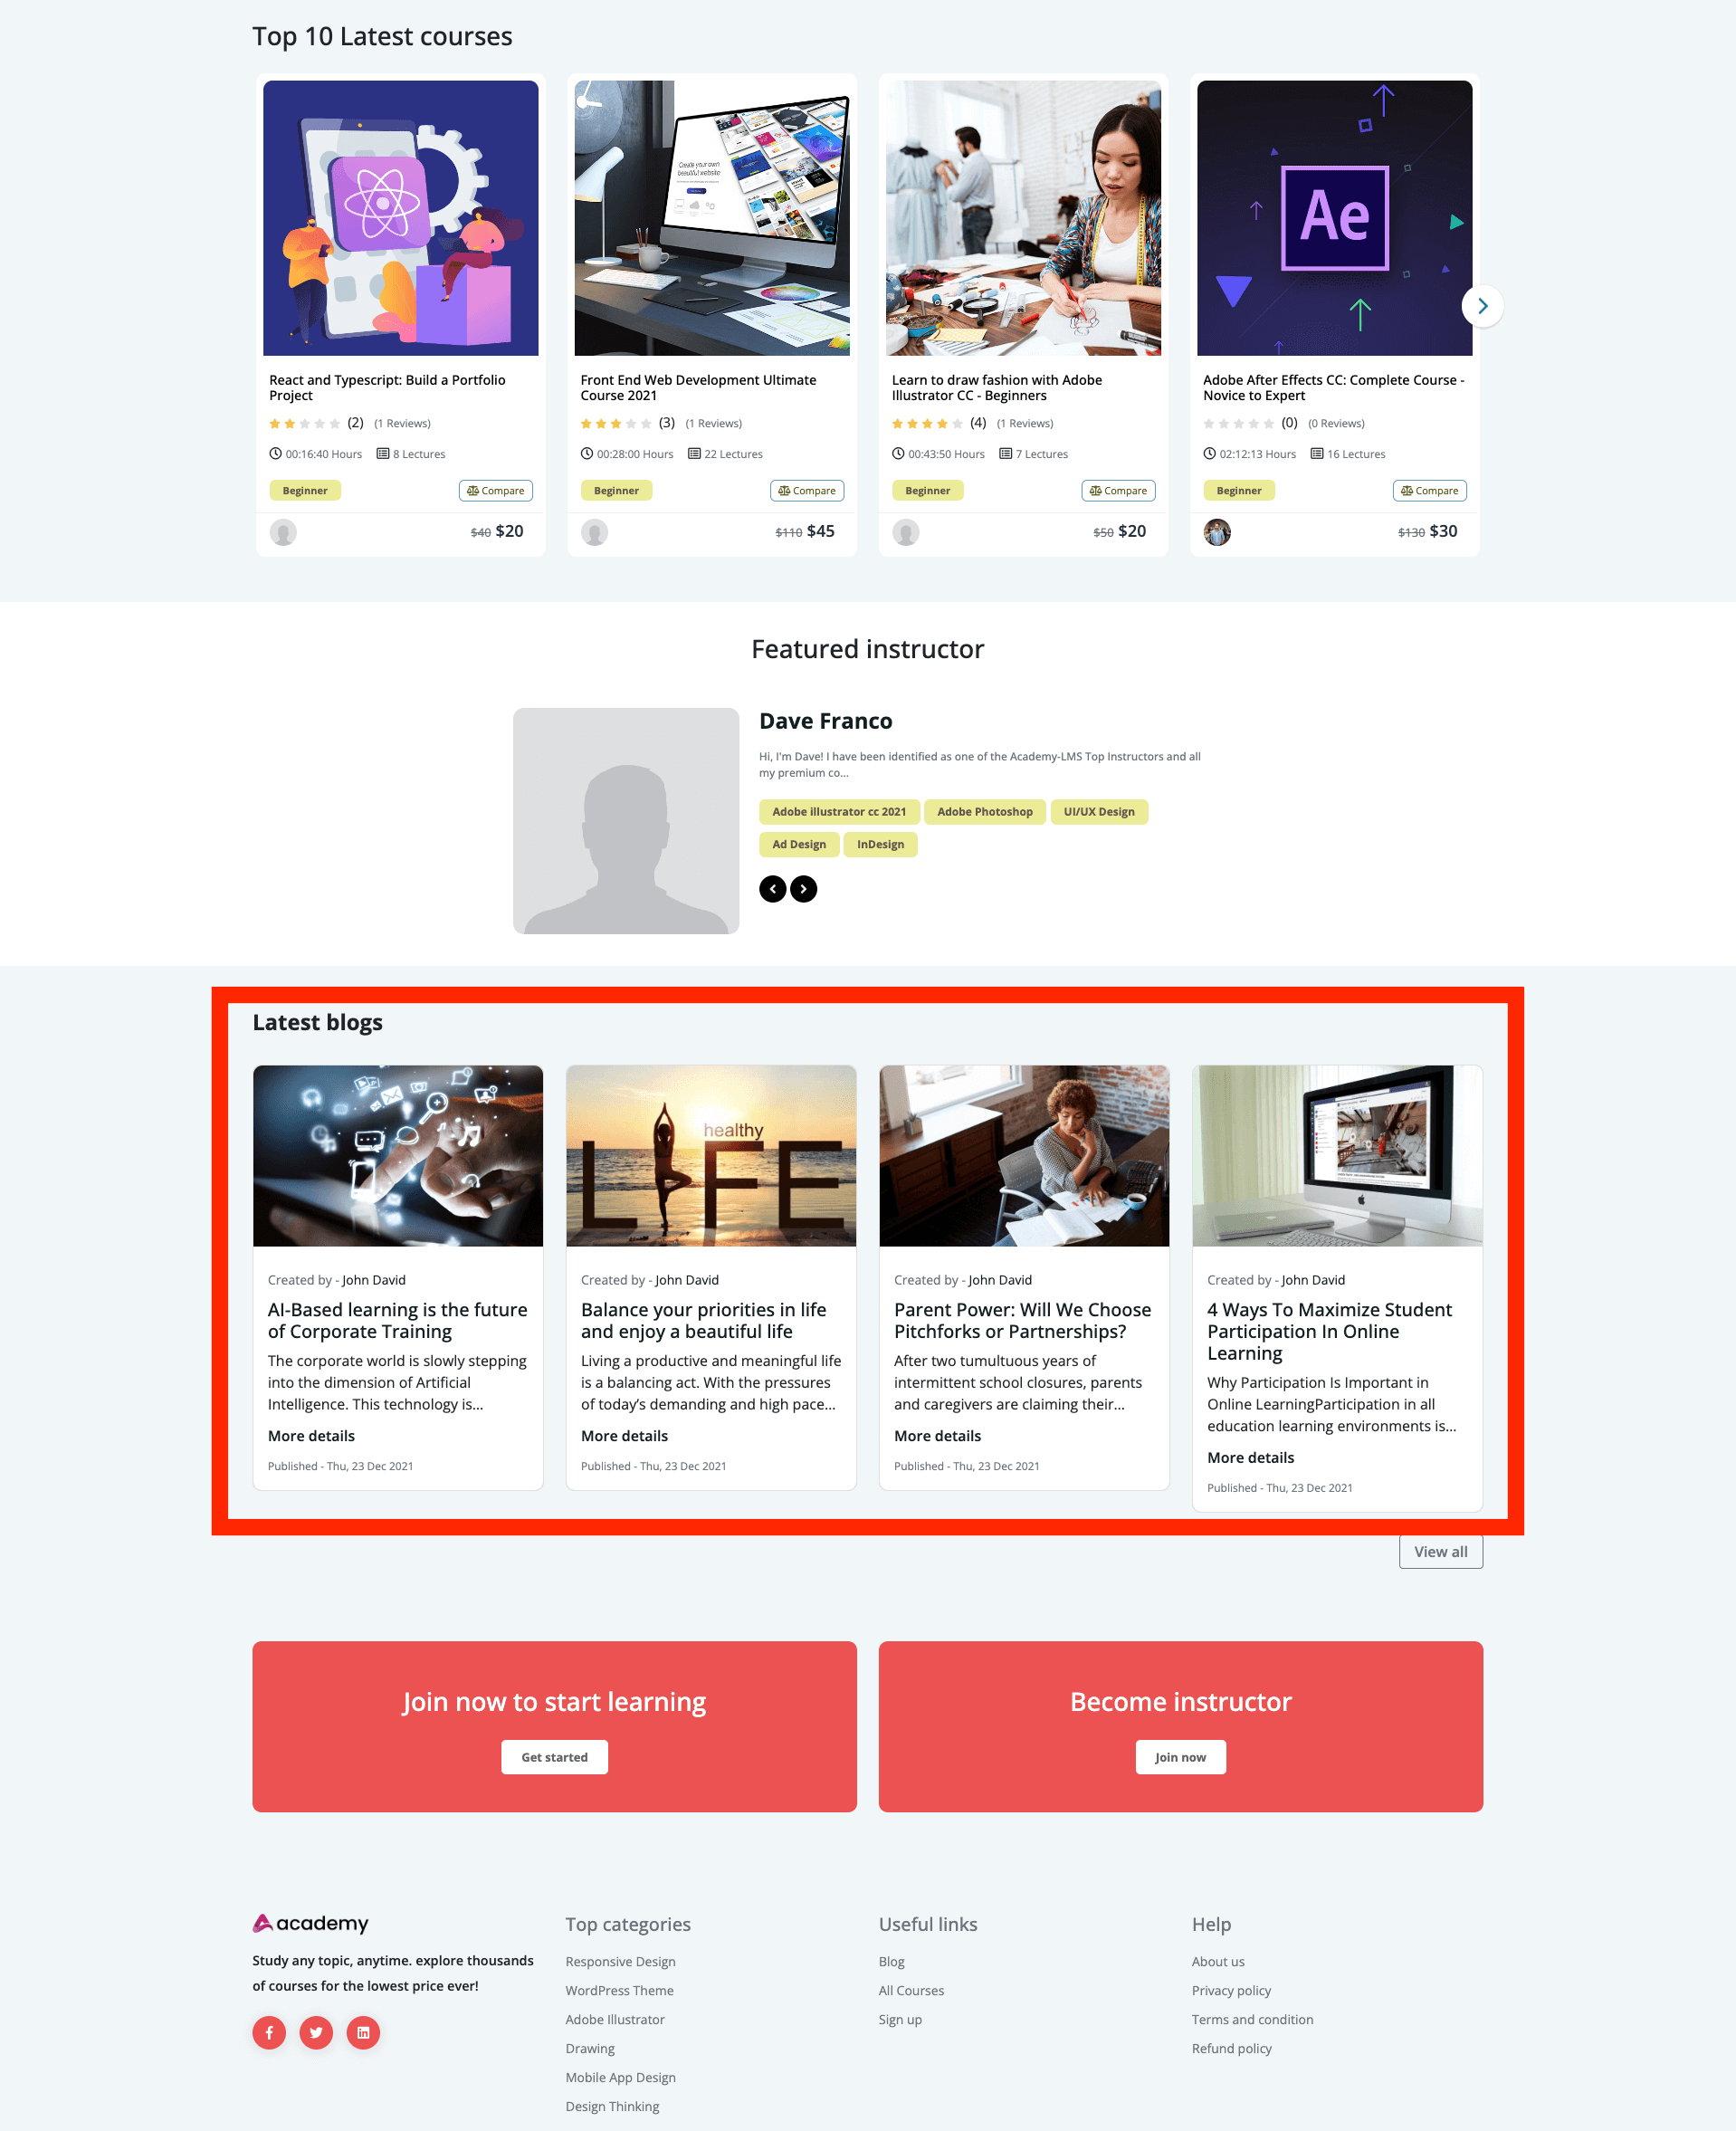 Top 10 Latest courses
Create your own
beautiful website
Ae
React and Typescript: Build a Portfolio
Project
(2) (1 Reviews)
00:16:40 Hours 8 Lectures
Beginner Compare
$40 $20
Front End Web Development Ultimate
Course 2021
(3) (1 Reviews)
00:28:00 Hours 22 Lectures
Beginner Compare
$110 $45
Learn to draw fashion with Adobe
Illustrator CC - Beginners
(4) (1 Reviews)
00:43:50 Hours 7 Lectures
Beginner Compare
$50 $20
Adobe After Effects CC: Complete Course -
Novice to Expert
(0) (0 Reviews)
02:12:13 Hours 16 Lectures
Beginner Compare
$130 $30
Featured instructor
Dave Franco
Hi, I'm Dave! I have been identified as one of the Academy-LMS Top Instructors and all
my premium co...
Adobe illustrator cc 2021 Adobe Photoshop UI/UX Design
Ad Design InDesign
Latest blogs
Created by - John David
AI-Based learning is the future
of Corporate Training
The corporate world is slowly stepping
into the dimension of Artificial
Intelligence. This technology is...
More details
Published - Thu, 23 Dec 2021
healthy
LIFE
Created by - John David
Balance your priorities in life
and enjoy a beautiful life
Living a productive and meaningful life
is a balancing act. With the pressures
of today’s demanding and high pace...
More details
Published - Thu, 23 Dec 2021
Created by - John David
Parent Power: Will We Choose
Pitchforks or Partnerships?
After two tumultuous years of
intermittent school closures, parents
and caregivers are claiming their...
More details
Published - Thu, 23 Dec 2021
Created by - John David
4 Ways To Maximize Student
Participation In Online
Learning
Why Participation Is Important in
Online LearningParticipation in all
education learning environments is...
More details
Published - Thu, 23 Dec 2021
View all
Join now to start learning
Get started
Become instructor
Join now
academy
Study any topic, anytime. explore thousands
of courses for the lowest price ever!
Top categories
Responsive Design
WordPress Theme
Adobe Illustrator
Drawing
Mobile App Design
Design Thinking
Useful links
Blog
All Courses
Sign up
Help
About us
Privacy policy
Terms and condition
Refund policy